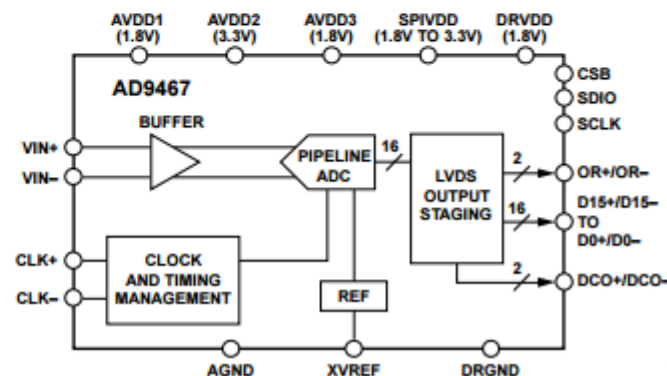 AVDD1 AVDD2 AVDD3 SPIVDD DRVDD
(1.8V) (3.3V) (1.8V) (1.8V TO 3.3V) (1.8V)
AD9467
CSB
SDIO
SCLK
BUFFER
VIN+
VIN–
PIPELINE
ADC
16
LVDS
OUTPUT
STAGING
2
OR+/OR–
16
D15+/D15–
TO
D0+/D0–
2
DCO+/DCO–
CLK+
CLK–
CLOCK
AND TIMING
MANAGEMENT
REF
AGND XVREF DRGND